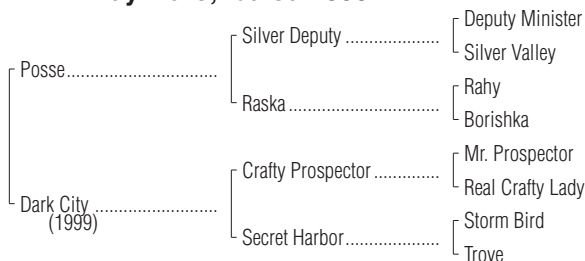 Deputy Minister
Silver Deputy
Silver Valley
Posse
Rahy
Raska
Borishka
Mr. Prospector
Crafty Prospector
Real Crafty Lady
Dark City
(1999)
Storm Bird
Secret Harbor
Trove